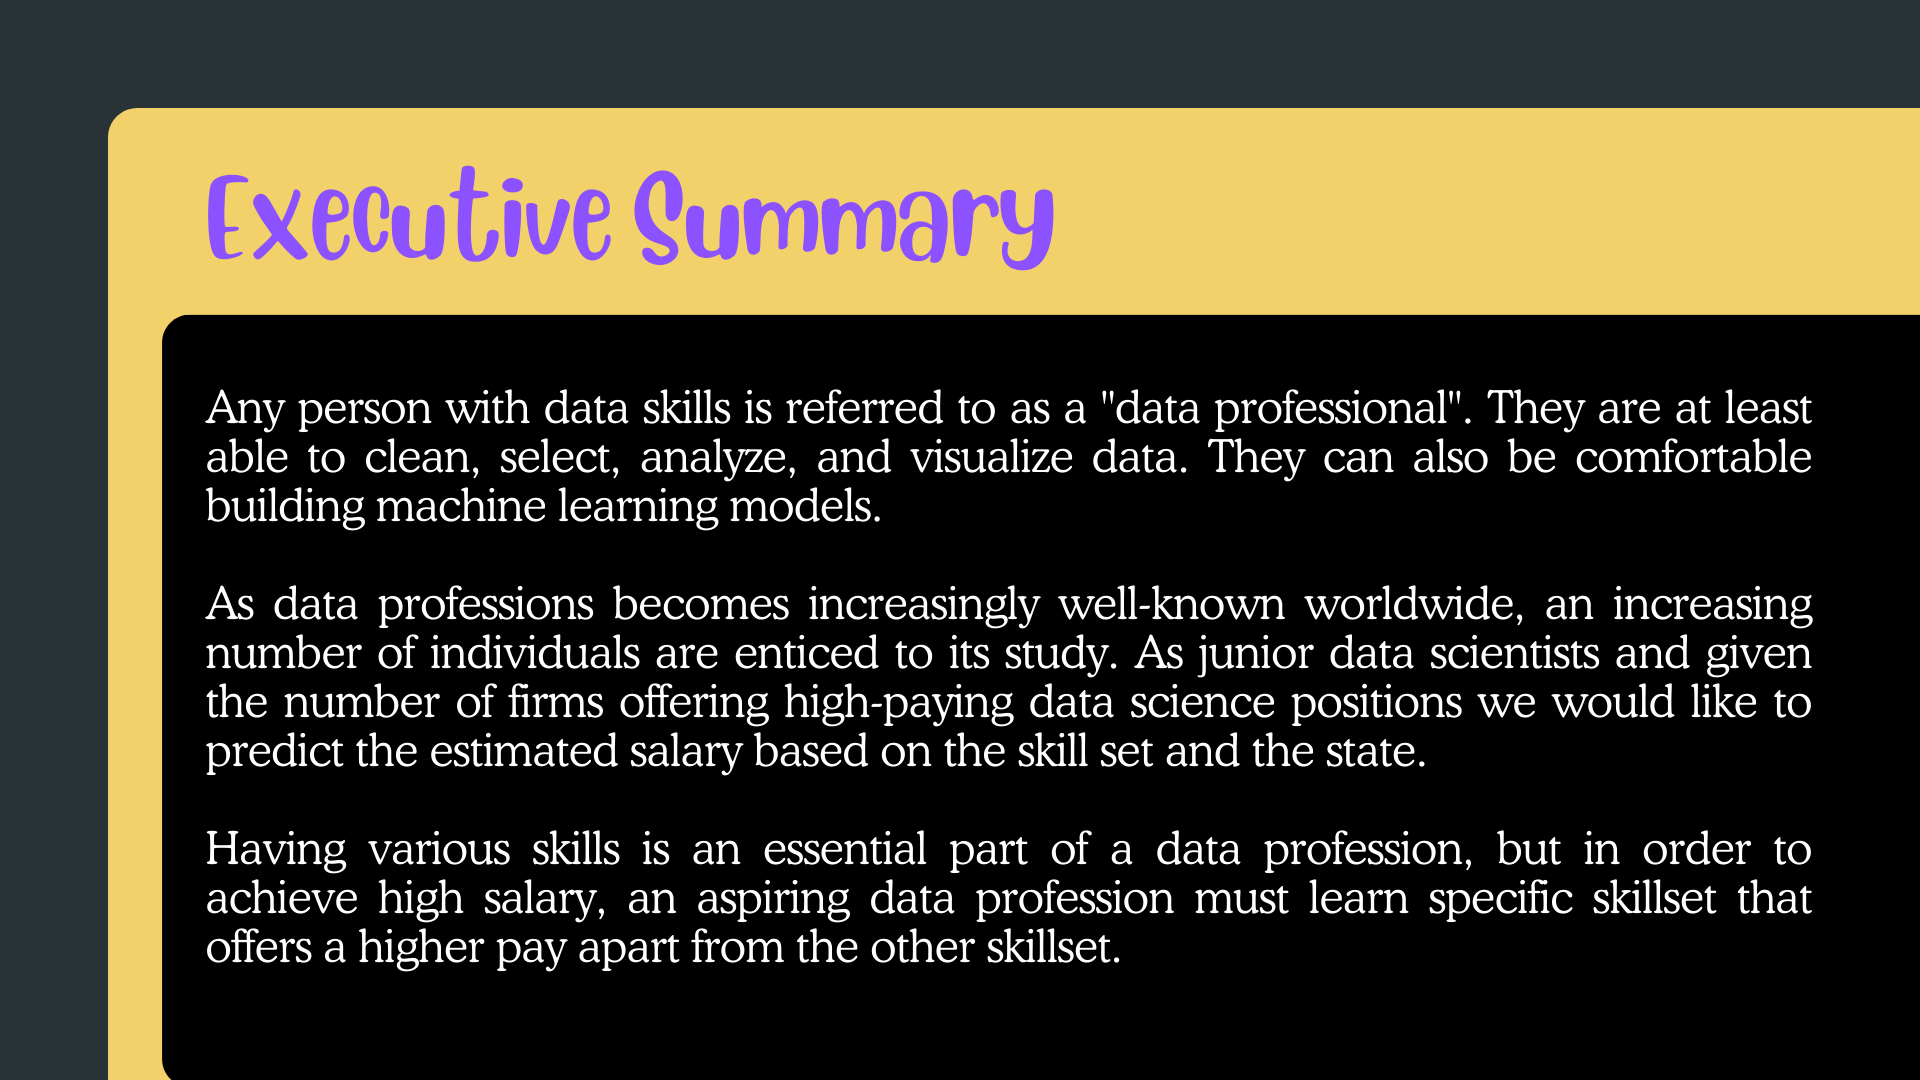 Executive Summary
Any person with data skills is referred to as a "data professional". They are at least
able to clean, select, analyze, and visualize data. They can also be comfortable
building machine learning models.
As data professions becomes increasingly well-known worldwide, an increasing
number of individuals are enticed to its study. As junior data scientists and given
the number of firms offering high-paying data science positions we would like to
predict the estimated salary based on the skill set and the state.
Having various skills is an essential part of a data profession, but in order to
achieve high salary, an aspiring data profession must learn specific skillset that
offers a higher pay apart from the other skillset.